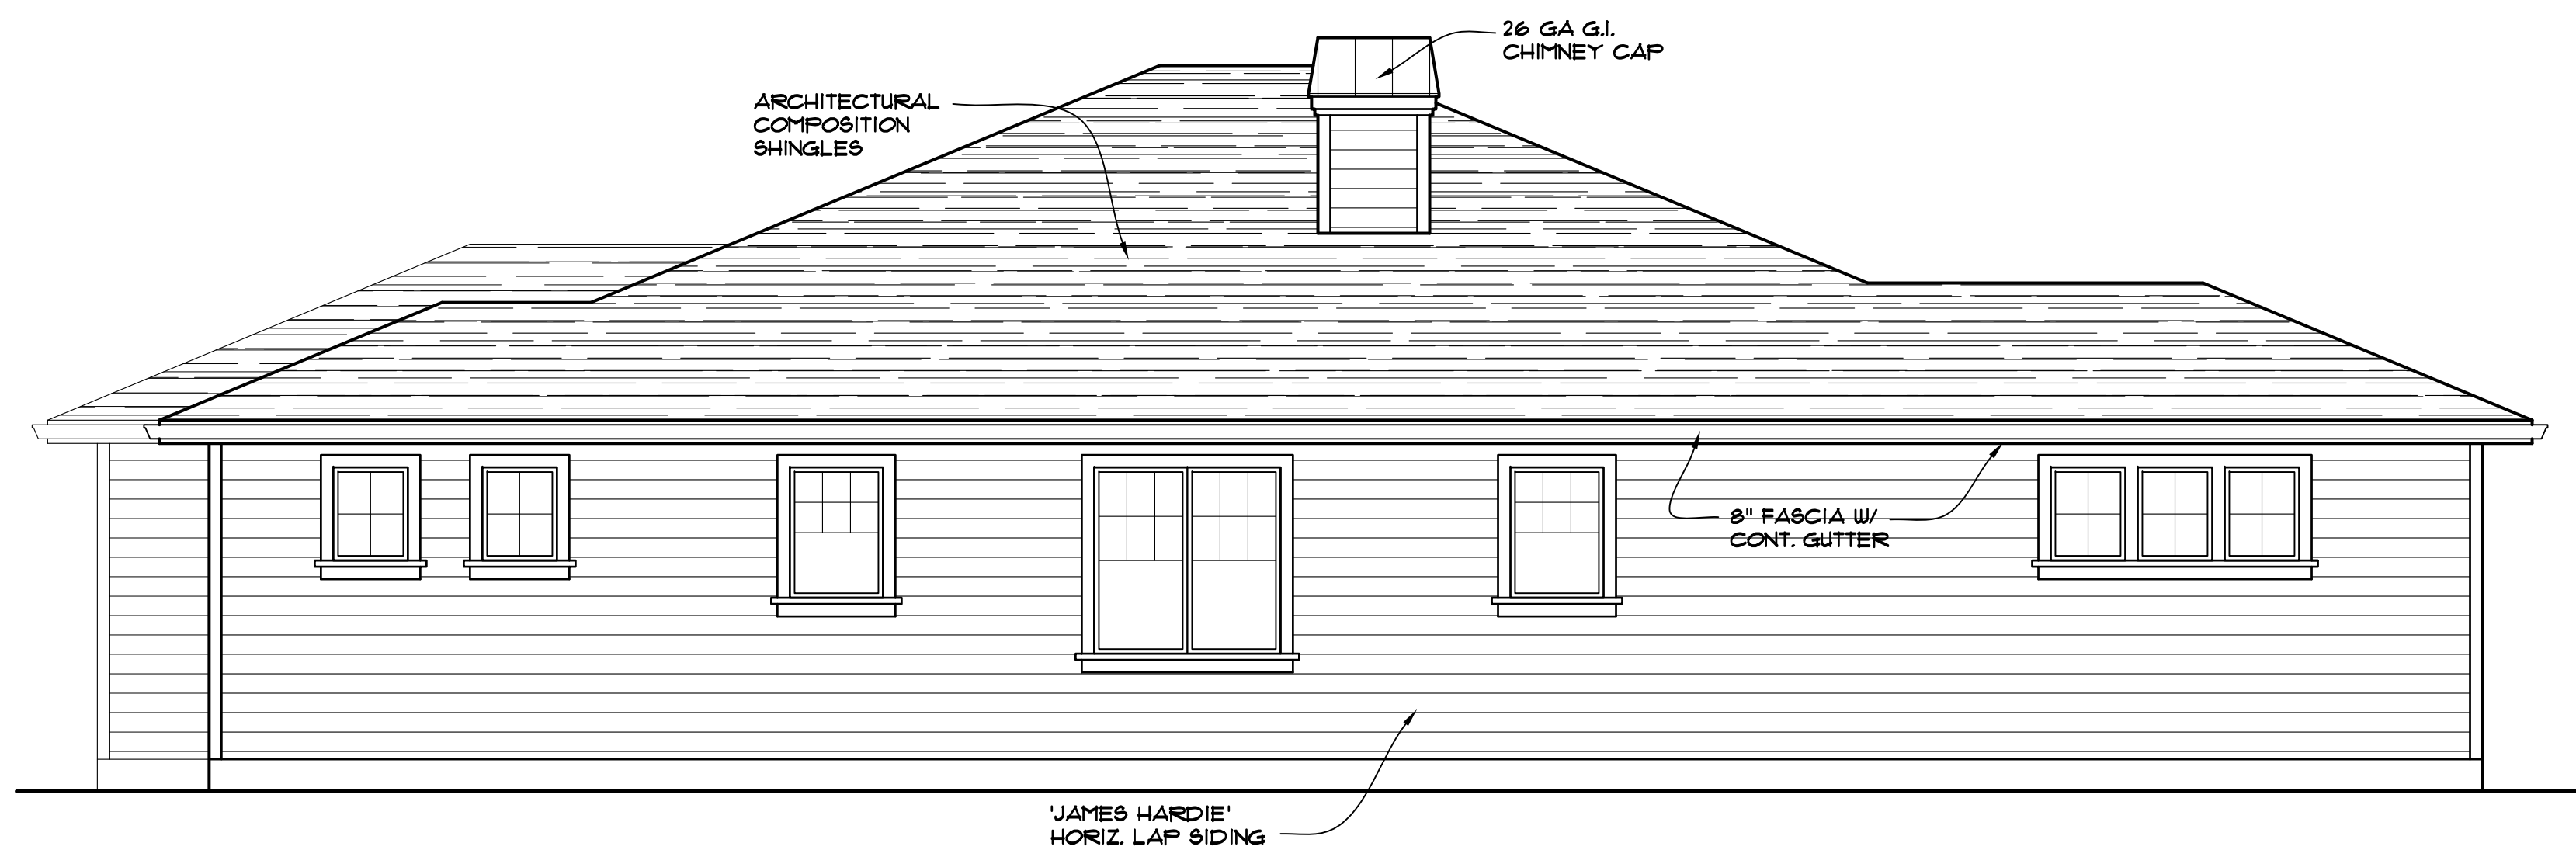 26 GA G.I.
CHIMNEY CAP
ARCHITECTURAL
COMPOSITION
SHINGLES
8" FASCIA W/
CONT. GUTTER
'JAMES HARDIE'
HORIZ. LAP SIDING